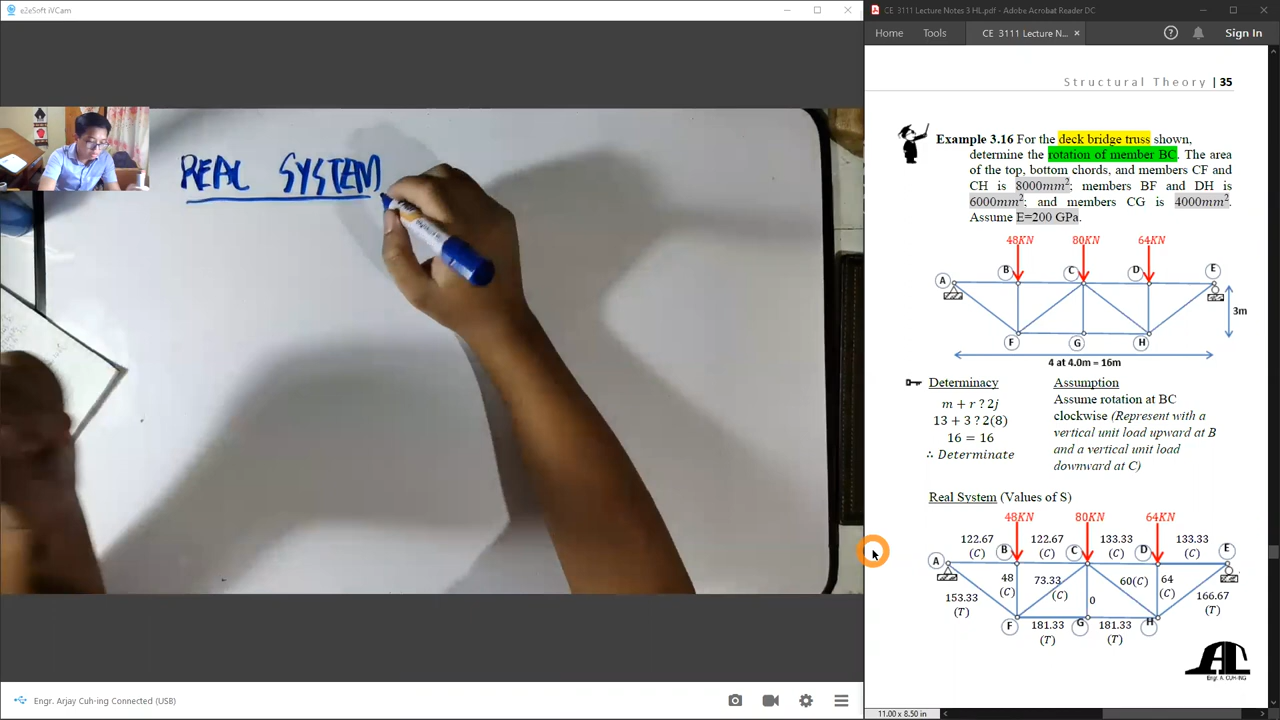 e2eSoft iVCam
REAL SYSTEM
Engr. Arjay Cuh-ing Connected (USB)
CE 3111 Lecture Notes 3 HL.pdf - Adobe Acrobat Reader DC
Home Tools CE 3111 Lecture N... × Sign In
Structural Theory | 35
Example 3.16 For the deck bridge truss shown,
determine the rotation of member BC. The area
of the top, bottom chords, and members CF and
CH is 8000mm²; members BF and DH is
6000mm²; and members CG is 4000mm².
Assume E=200 GPa.
48KN 80KN 64KN
A B C D E
3m
F G H
4 at 4.0m = 16m
Determinacy
m + r ? 2j
13 + 3 ? 2(8)
16 = 16
∴ Determinate
Assumption
Assume rotation at BC
clockwise (Represent with a
vertical unit load upward at B
and a vertical unit load
downward at C)
Real System (Values of S)
48KN 80KN 64KN
122.67 122.67 133.33 133.33
(C) (C) (C) (C)
A B C D E
48 73.33 60(C) 64
(C) (C) (C)
153.33 0 166.67
(T) (T)
F 181.33 G 181.33 H
(T) (T)
Engr. A. CUH-ING
11.00 x 8.50 in